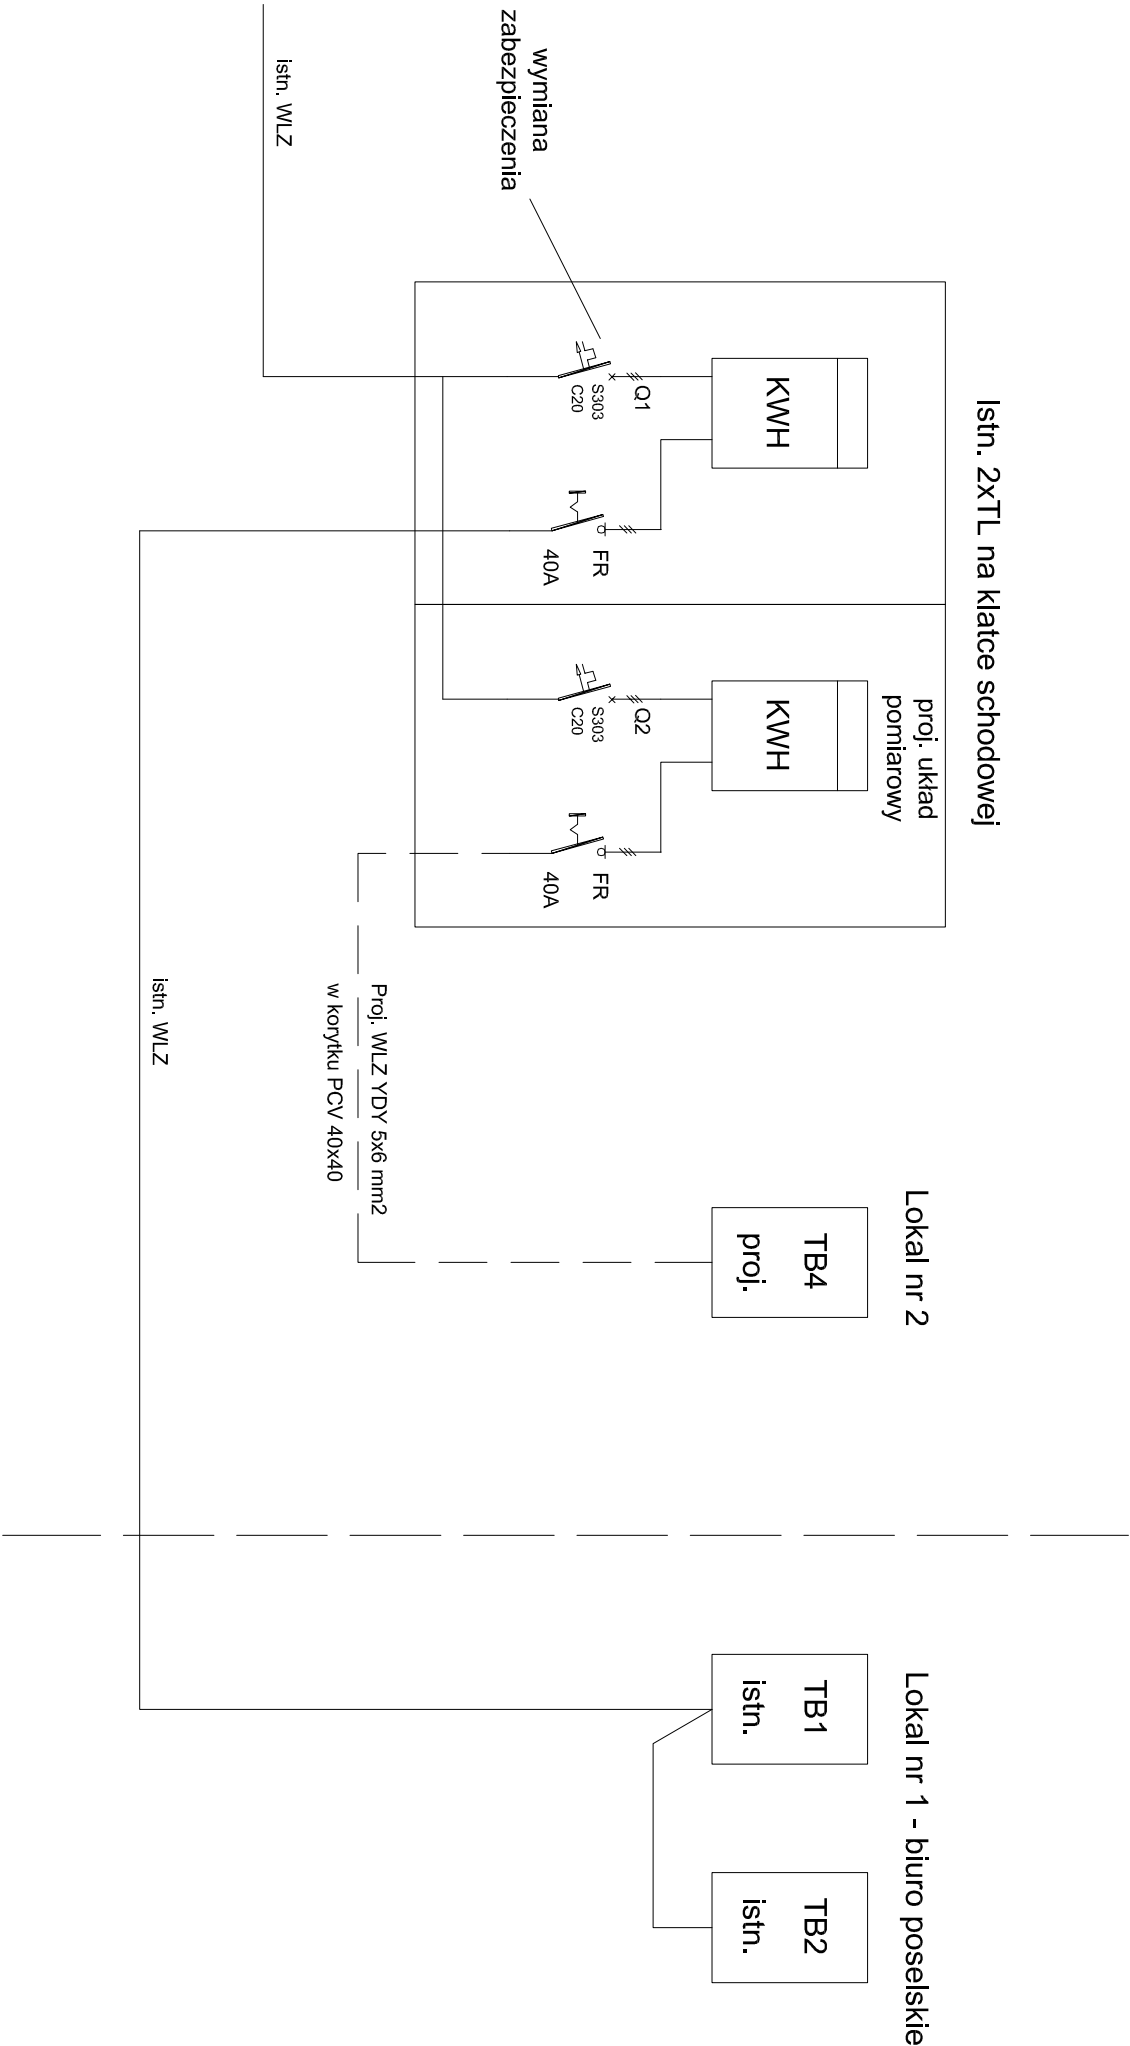 Istn. 2xTL na klatce schodowej
proj. układ
pomiarowy
KWH
KWH
Q1
S303
C20
FR
40A
Q2
S303
C20
FR
40A
wymiana
zabezpieczenia
istn. WLZ
Lokal nr 2
TB4
proj.
Proj. WLZ YDY 5x6 mm2
w korytku PCV 40x40
istn. WLZ
Lokal nr 1 - biuro poselskie
TB1
istn.
TB2
istn.